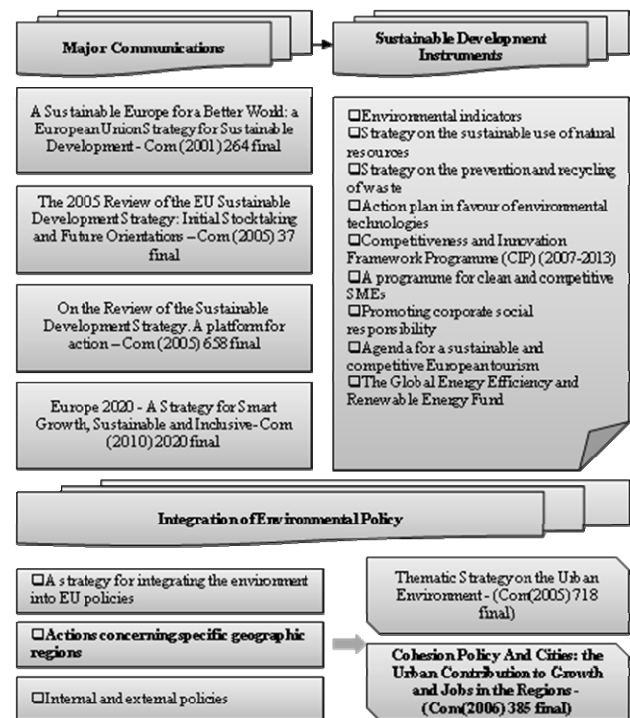 Major Communications
Sustainable Development
Instruments
A Sustainable Europe for a Better World: a
European Union Strategy for Sustainable
Development - Com (2001) 264 final
The 2005 Review of the EU Sustainable
Development Strategy: Initial Stocktaking
and Future Orientations – Com (2005) 37
final
On the Review of the Sustainable
Development Strategy. A platform for
action – Com (2005) 658 final
Europe 2020 - A Strategy for Smart
Growth, Sustainable and Inclusive- Com
(2010) 2020 final
❑Environmental indicators
❑Strategy on the sustainable use of natural
resources
❑Strategy on the prevention and recycling
of waste
❑Action plan in favour of environmental
technologies
❑Competitiveness and Innovation
Framework Programme (CIP) (2007-2013)
❑A programme for clean and competitive
SMEs
❑Promoting corporate social
responsibility
❑Agenda for a sustainable and
competitive European tourism
❑The Global Energy Efficiency and
Renewable Energy Fund
Integration of Environmental Policy
❑A strategy for integrating the environment
into EU policies
❑Actions concerning specific geographic
regions
❑Internal and external policies
Thematic Strategy on the Urban
Environment - (Com(2005) 718
final)
Cohesion Policy And Cities: the
Urban Contribution to Growth
and Jobs in the Regions -
(Com(2006) 385 final)